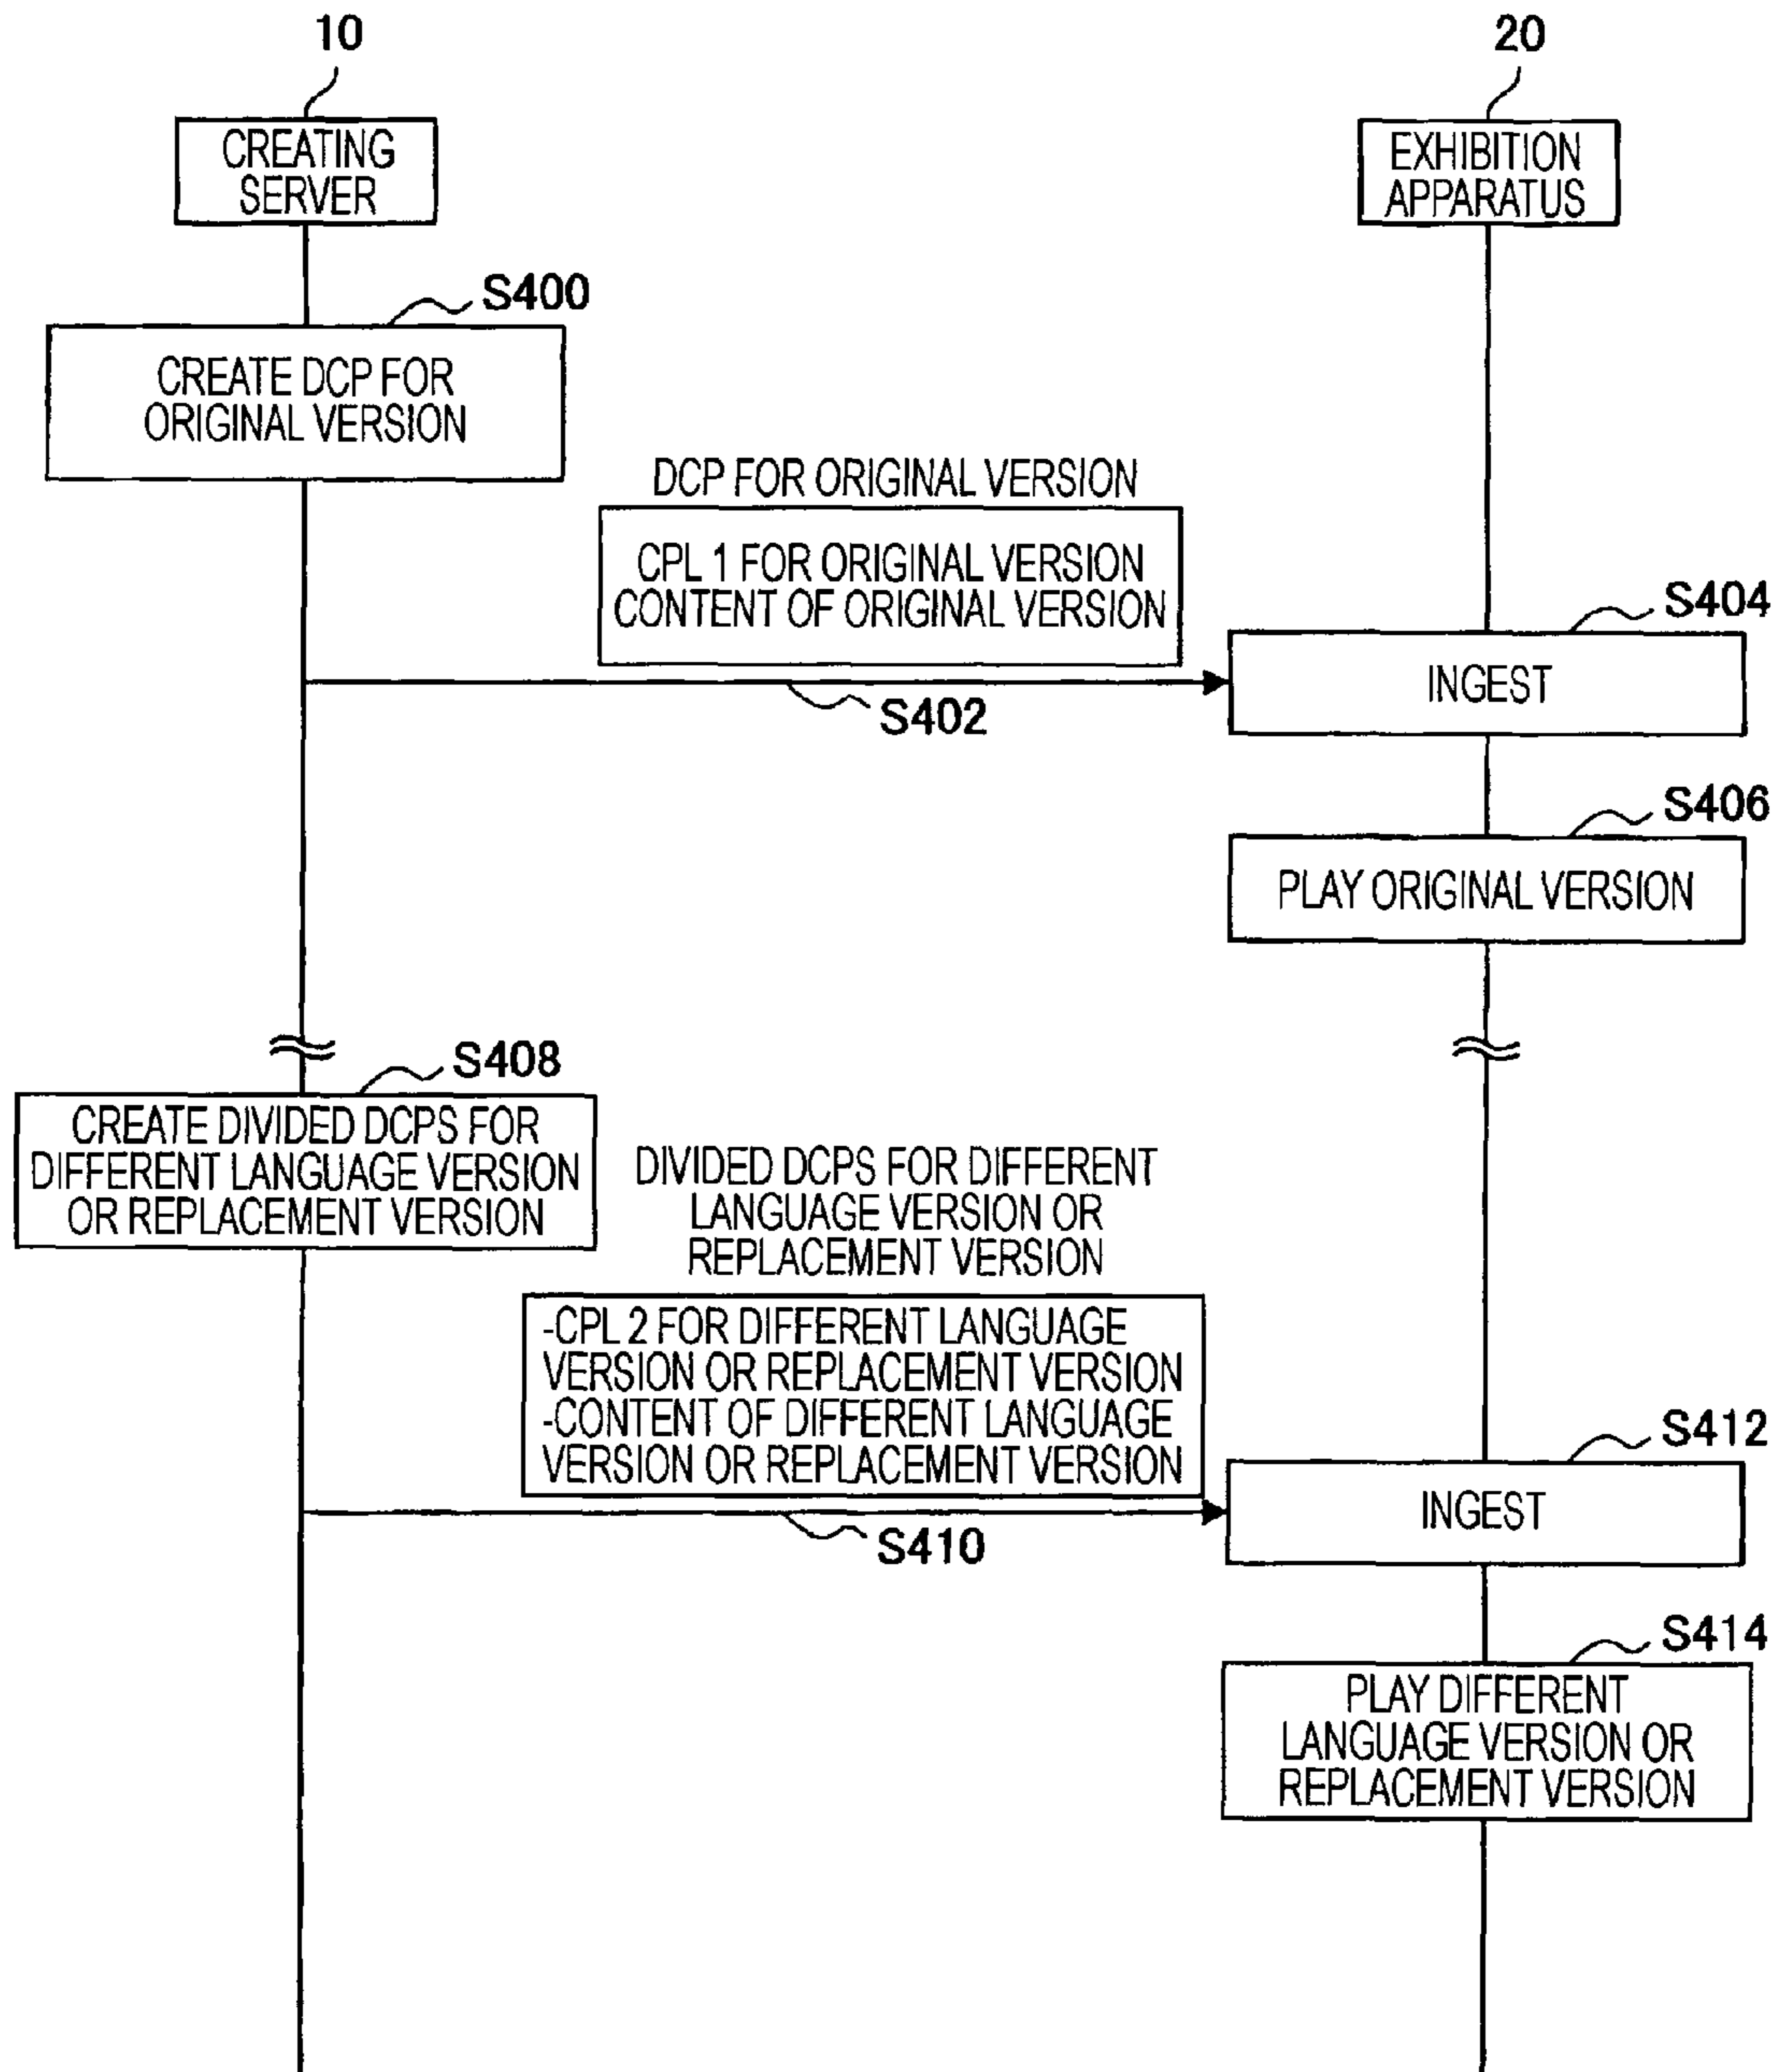 10
20
CREATING
SERVER
EXHIBITION
APPARATUS
S400
CREATE DCP FOR
ORIGINAL VERSION
DCP FOR ORIGINAL VERSION
CPL 1 FOR ORIGINAL VERSION
CONTENT OF ORIGINAL VERSION
S402
S404
INGEST
S406
PLAY ORIGINAL VERSION
S408
CREATE DIVIDED DCPS FOR
DIFFERENT LANGUAGE VERSION
OR REPLACEMENT VERSION
DIVIDED DCPS FOR DIFFERENT
LANGUAGE VERSION OR
REPLACEMENT VERSION
-CPL 2 FOR DIFFERENT LANGUAGE
VERSION OR REPLACEMENT VERSION
-CONTENT OF DIFFERENT LANGUAGE
VERSION OR REPLACEMENT VERSION
S410
S412
INGEST
S414
PLAY DIFFERENT
LANGUAGE VERSION OR
REPLACEMENT VERSION